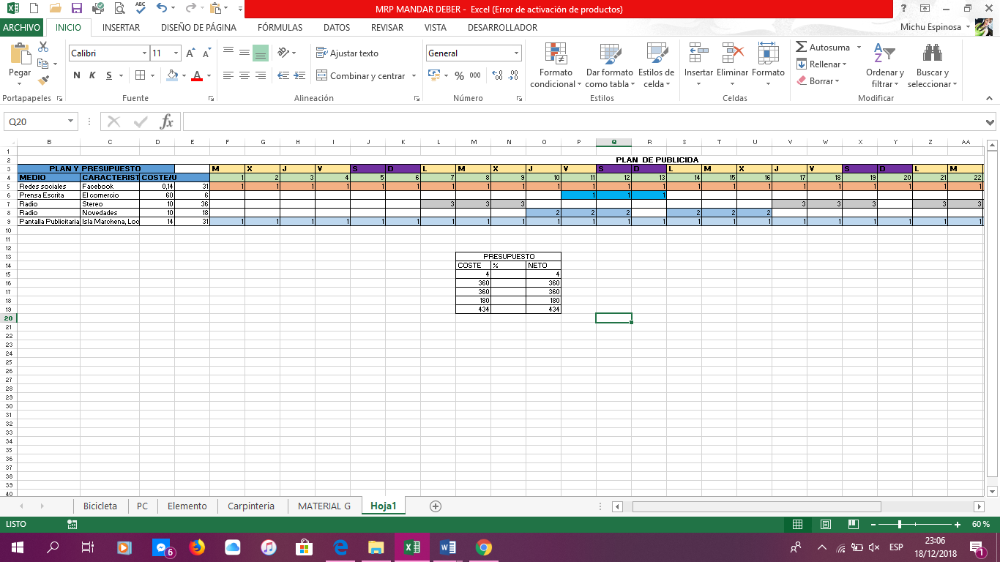 MRP MANDAR DEBER - Excel (Error de activación de productos)
ARCHIVO INICIO INSERTAR DISEÑO DE PÁGINA FÓRMULAS DATOS REVISAR VISTA DESARROLLADOR Michu Espinosa
Pegar Calibri 11 Ajustar texto General Formato condicional Dar formato como tabla Estilos de celda Insertar Eliminar Formato Autosuma Rellenar Borrar Ordenar y filtrar Buscar y seleccionar
N K S Combinar y centrar % 000
Portapapeles Fuente Alineación Número Estilos Celdas Modificar
Q20 fx
B C D E F G H I J K L M N O P Q R S T U V W X Y Z AA
1
2 PLAN DE PUBLICIDA
3 PLAN Y PRESUPUESTO M X J V S D L M X J V S D L M X J V S D L M
4 MEDIO CARACTERIST COSTE/U 1 2 3 4 5 6 7 8 9 10 11 12 13 14 15 16 17 18 19 20 21 22
5 Redes sociales Facebook 0,14 31 1 1 1 1 1 1 1 1 1 1 1 1 1 1 1 1 1 1 1 1 1 1
6 Prensa Escrita El comercio 60 6 1 1 1
7 Radio Stereo 10 36 3 3 3 3 3 3 3 3
8 Radio Novedades 10 18 2 2 2 2 2 2
9 Pantalla Publicitaria Isla Marchena, Loc 14 31 1 1 1 1 1 1 1 1 1 1 1 1 1 1 1 1 1 1 1 1 1 1
10
11
12
13 PRESUPUESTO
14 COSTE % NETO
15 4 4
16 360 360
17 360 360
18 180 180
19 434 434
20
21
22
23
24
25
26
27
28
29
30
31
32
33
34
35
36
37
38
39
40
Bicicleta PC Elemento Carpinteria MATERIAL G Hoja1
LISTO 60 %
6 ESP 23:06
18/12/2018 1